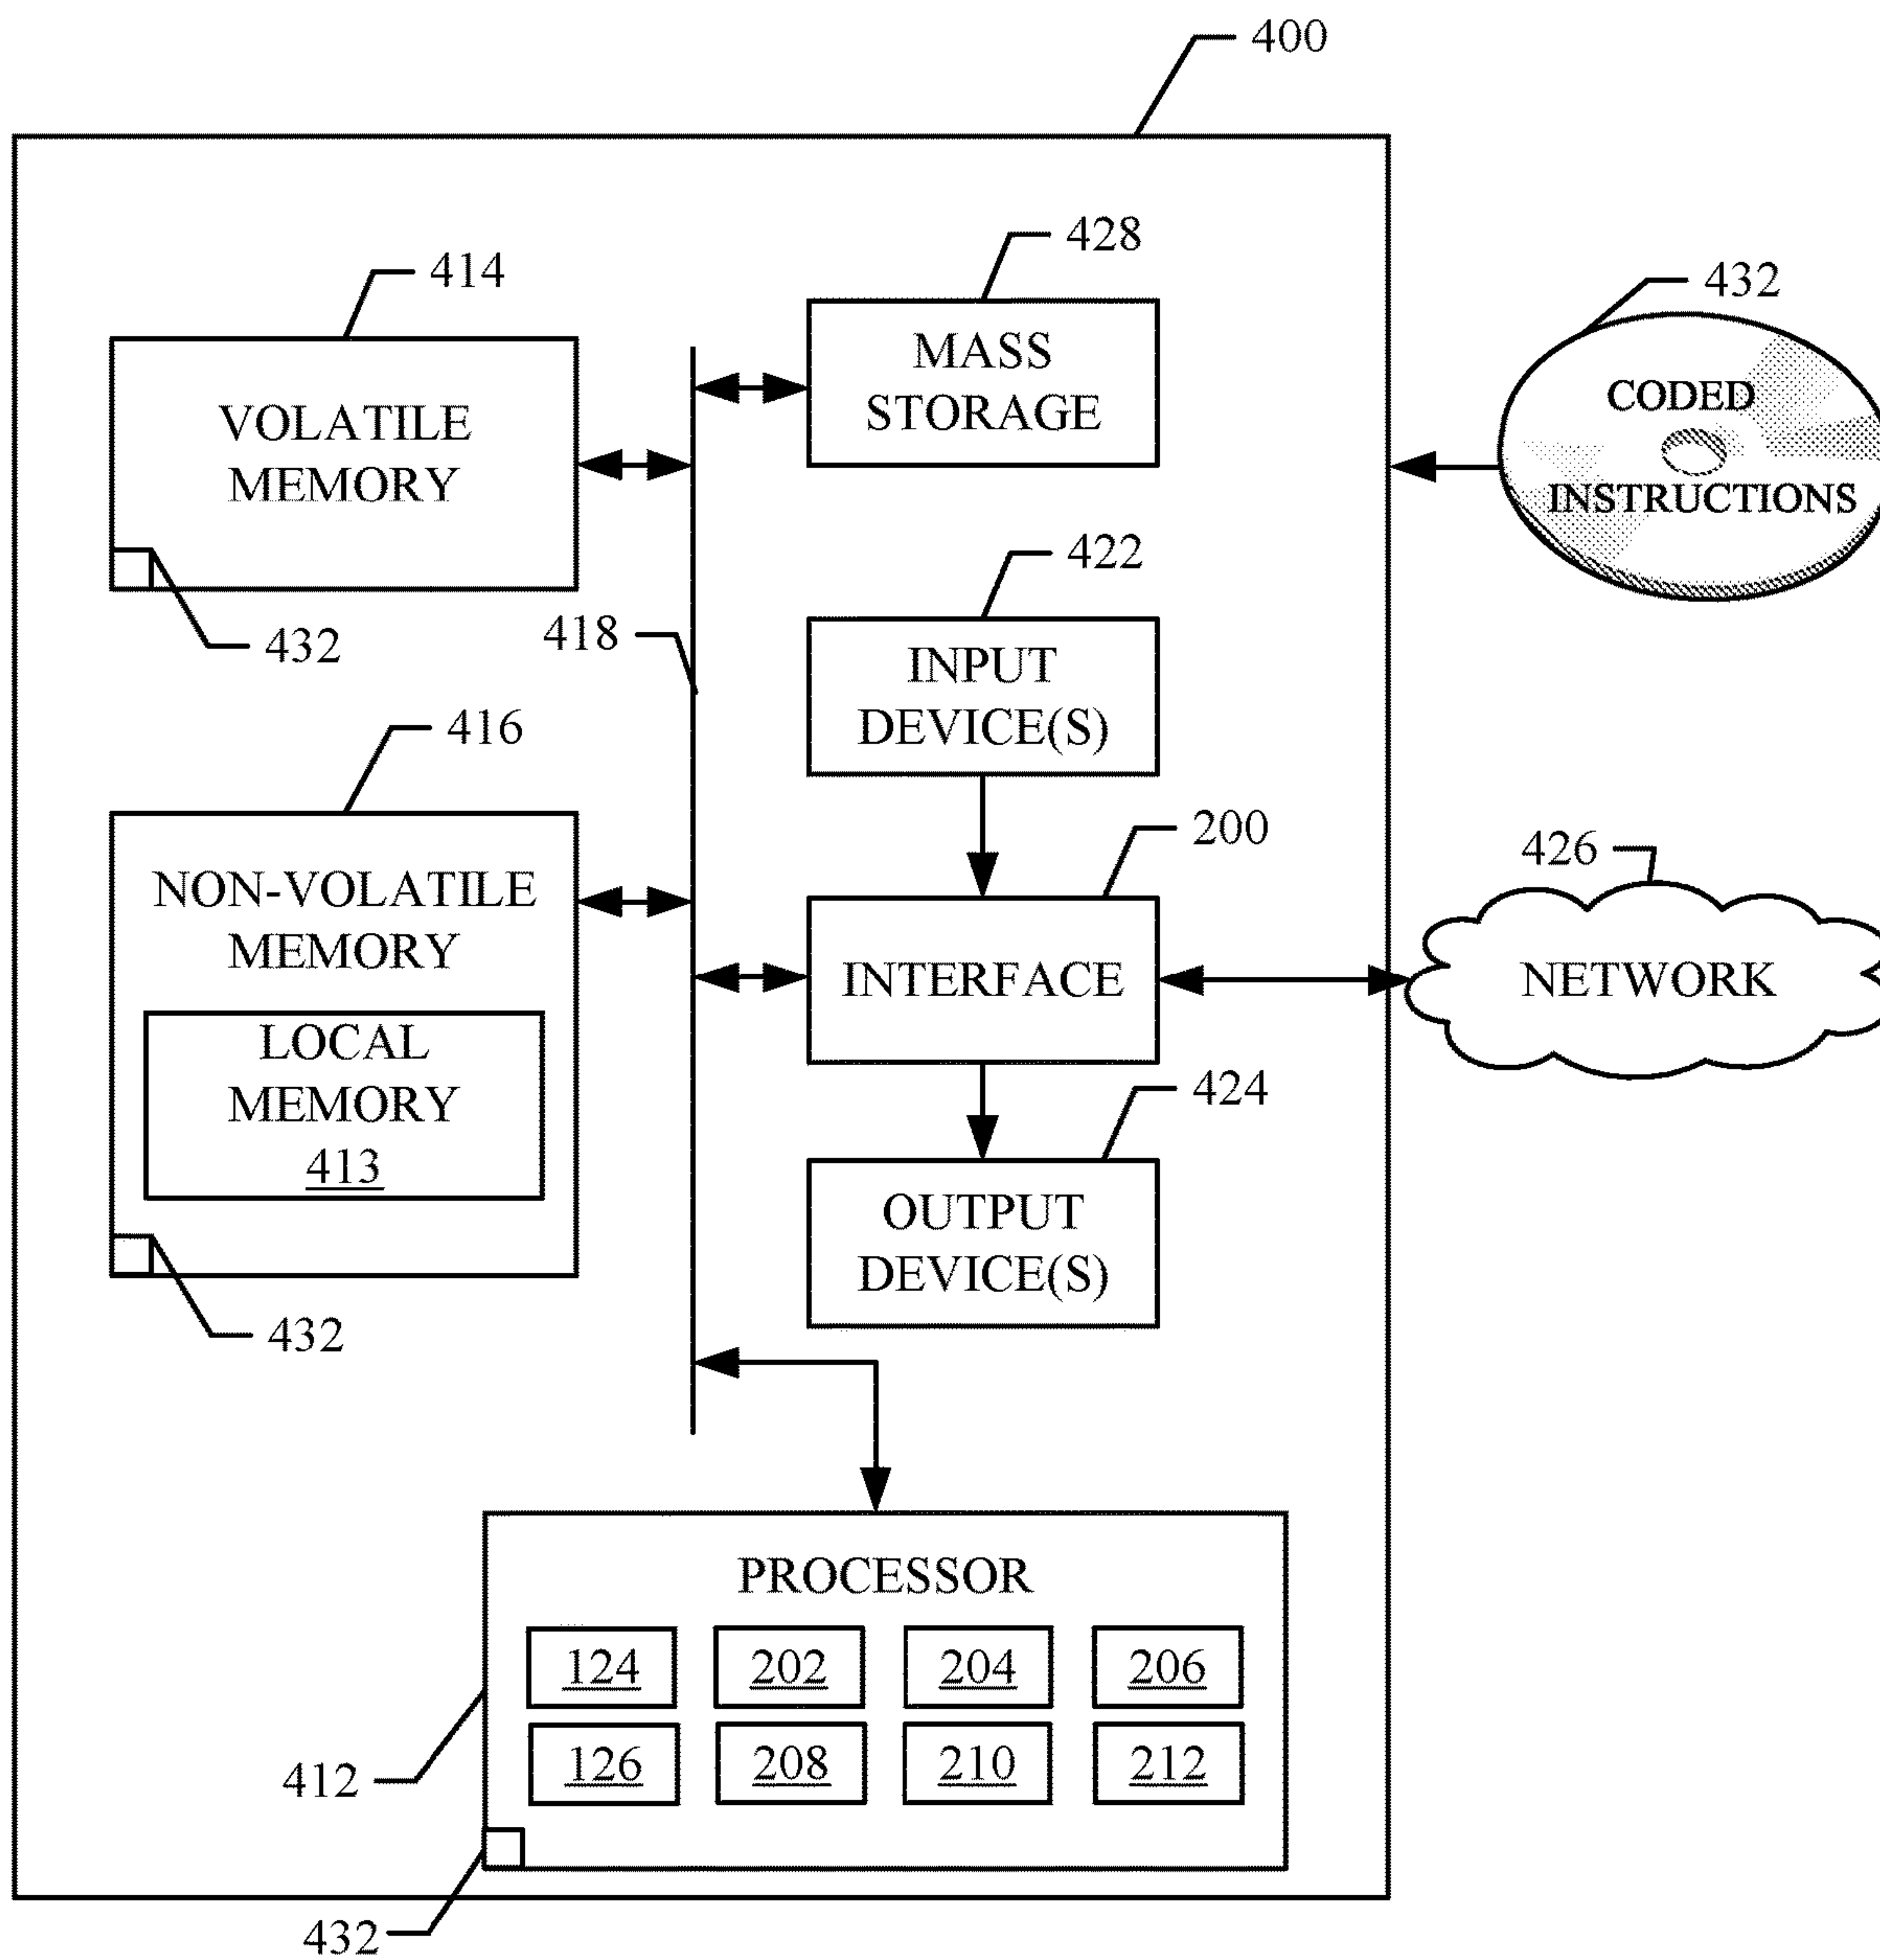 400
428
414
MASS
STORAGE
432
CODED
INSTRUCTIONS
VOLATILE
MEMORY
432
418
422
INPUT
DEVICE(S)
416
200
426
NON-VOLATILE
MEMORY
INTERFACE
NETWORK
LOCAL
MEMORY
413
432
424
OUTPUT
DEVICE(S)
PROCESSOR
124 202 204 206
126 208 210 212
412
432